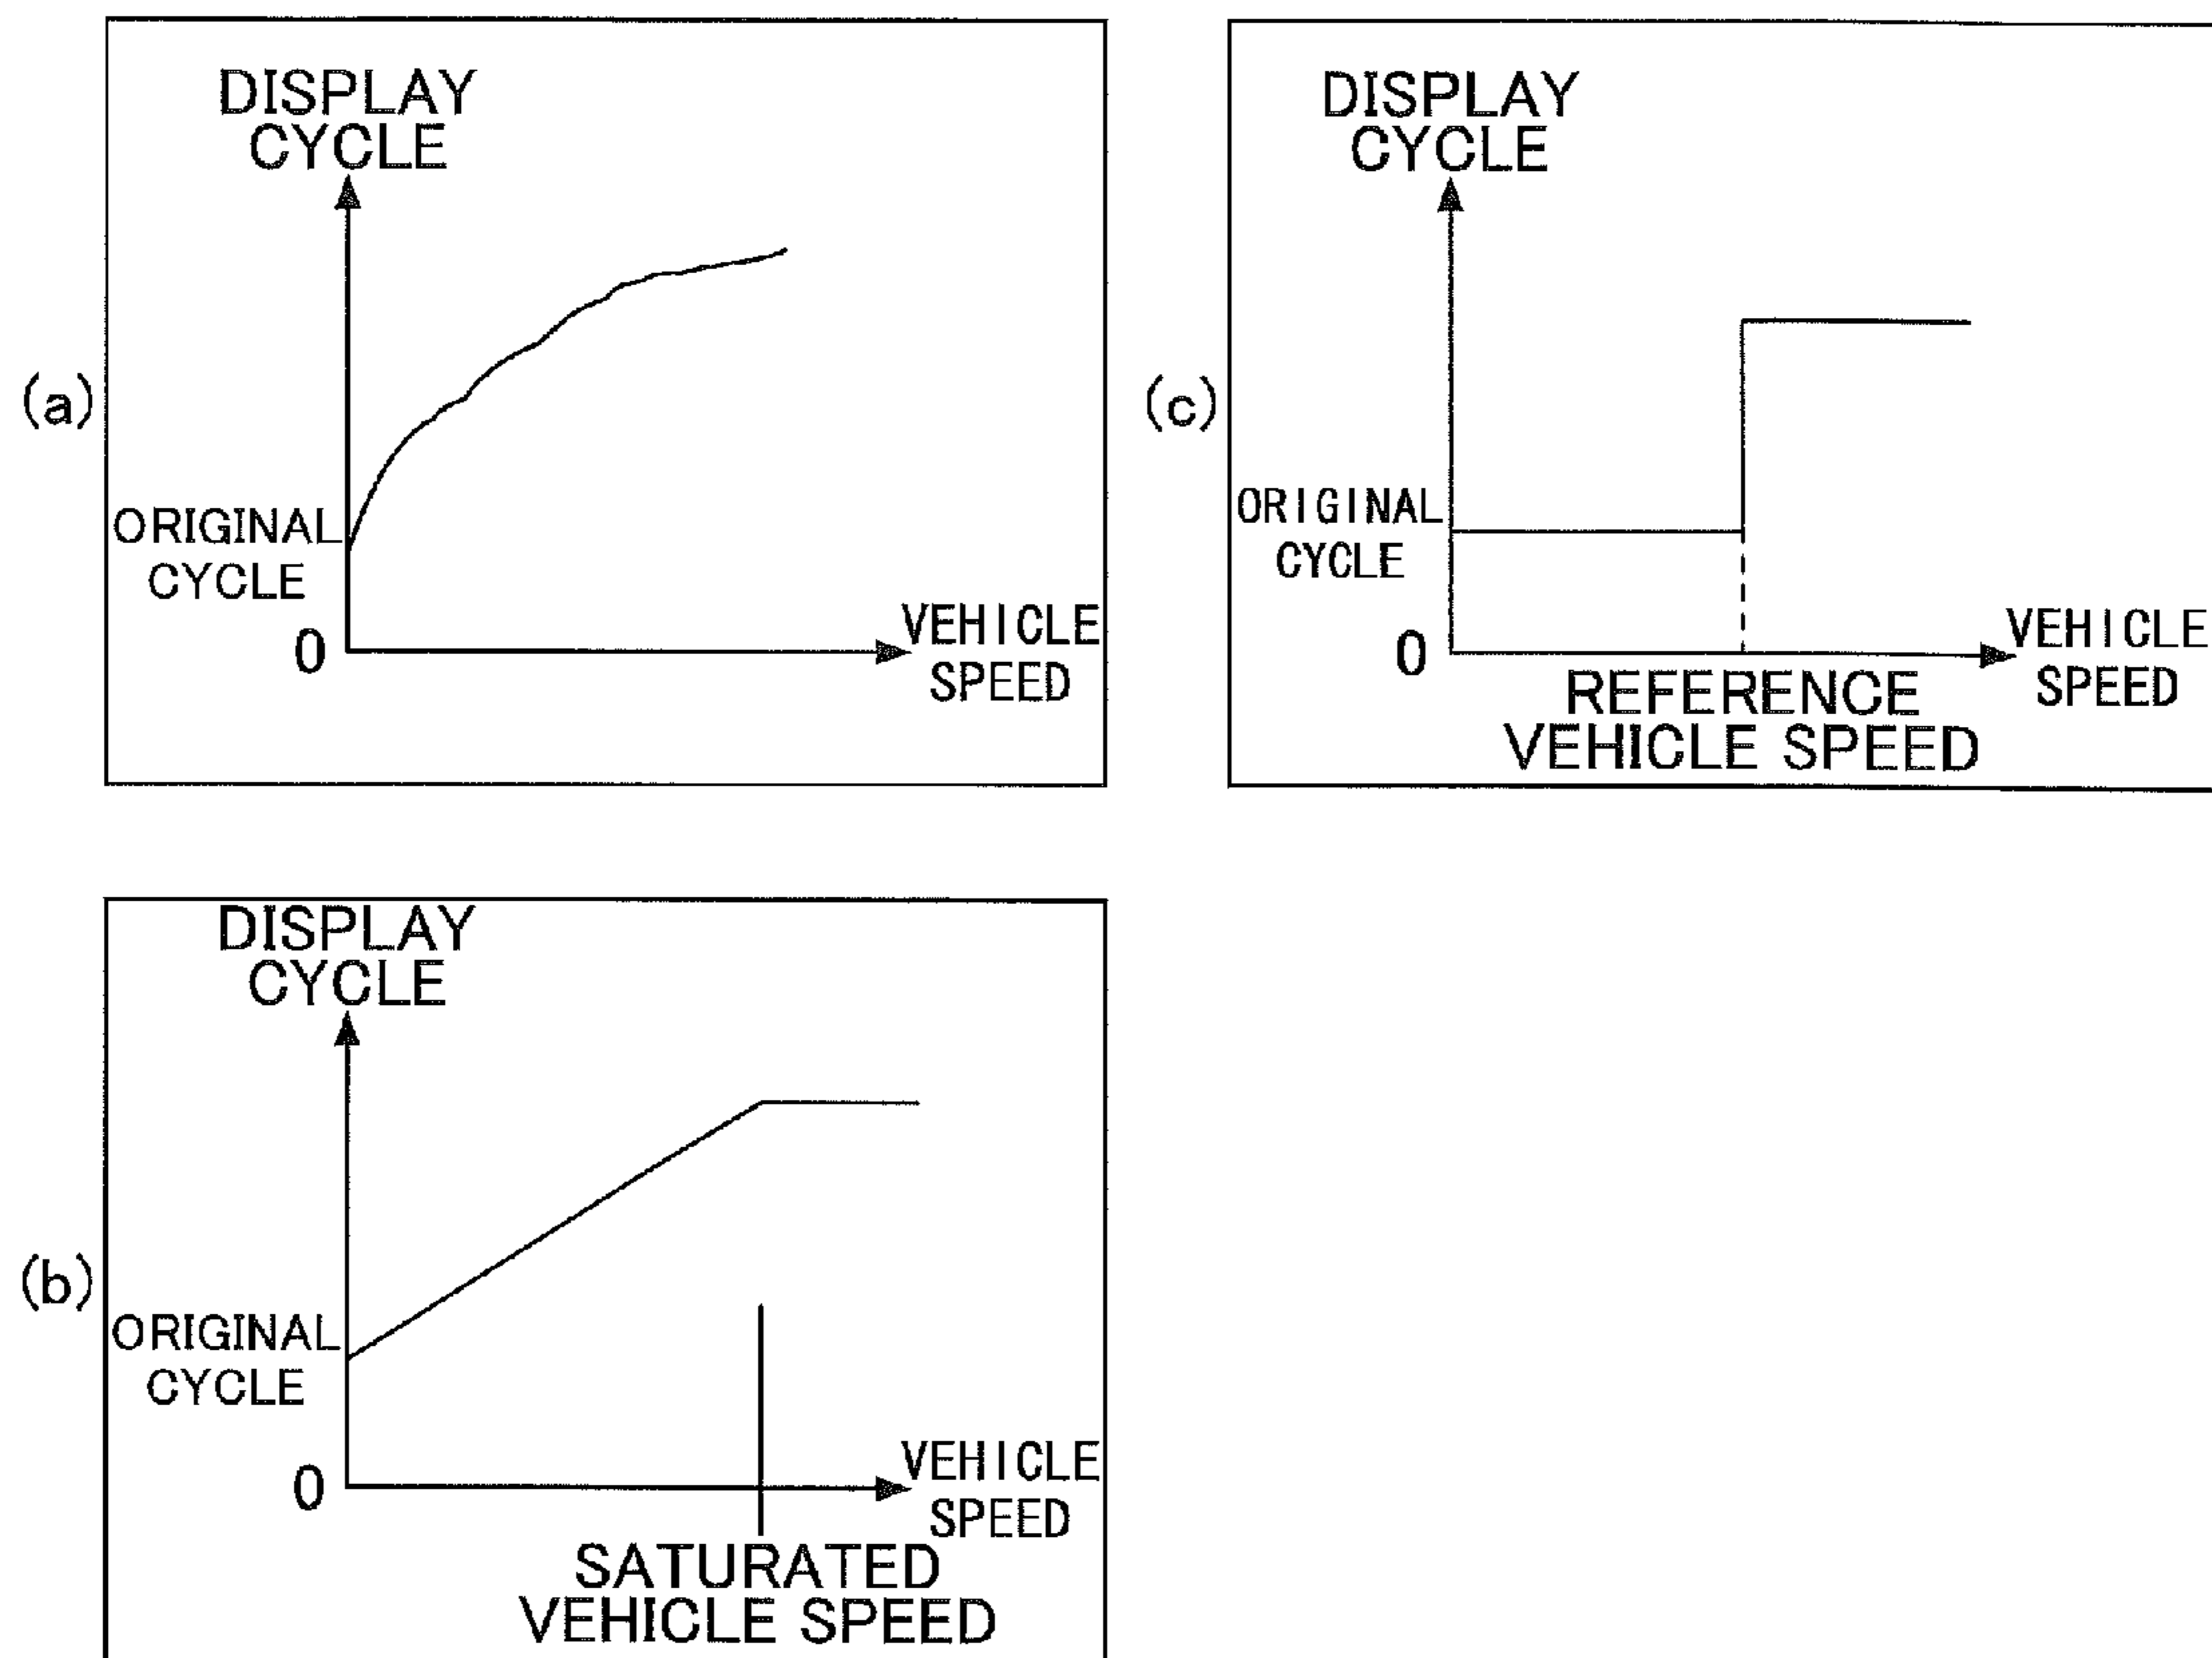 (a)
DISPLAY
CYCLE
ORIGINAL
CYCLE
0
VEHICLE
SPEED
(c)
DISPLAY
CYCLE
ORIGINAL
CYCLE
0
VEHICLE
SPEED
REFERENCE
VEHICLE SPEED
(b)
DISPLAY
CYCLE
ORIGINAL
CYCLE
0
VEHICLE
SPEED
SATURATED
VEHICLE SPEED